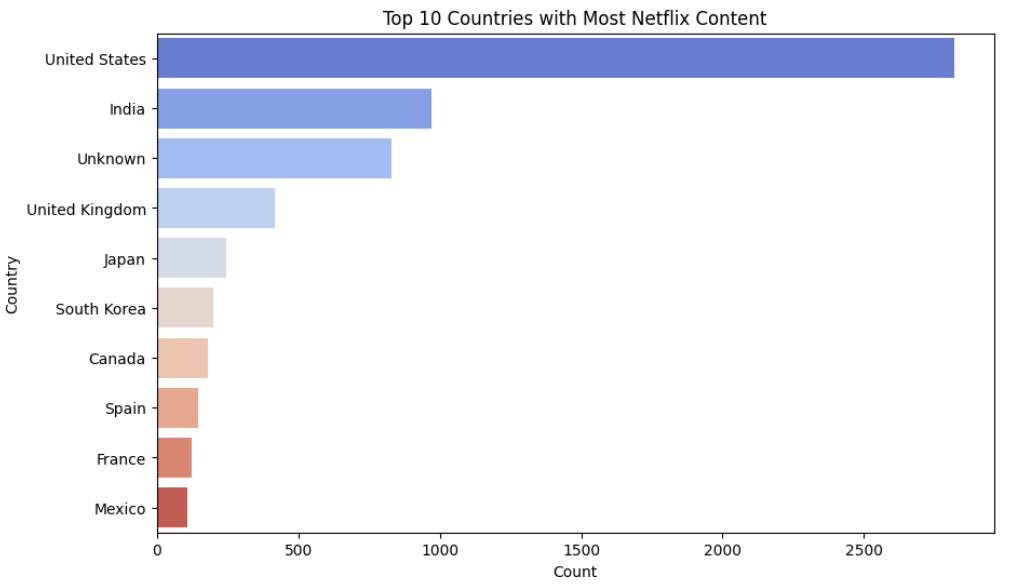 Top 10 Countries with Most Netflix Content
Country
United States
India
Unknown
United Kingdom
Japan
South Korea
Canada
Spain
France
Mexico
0 500 1000 1500 2000 2500
Count